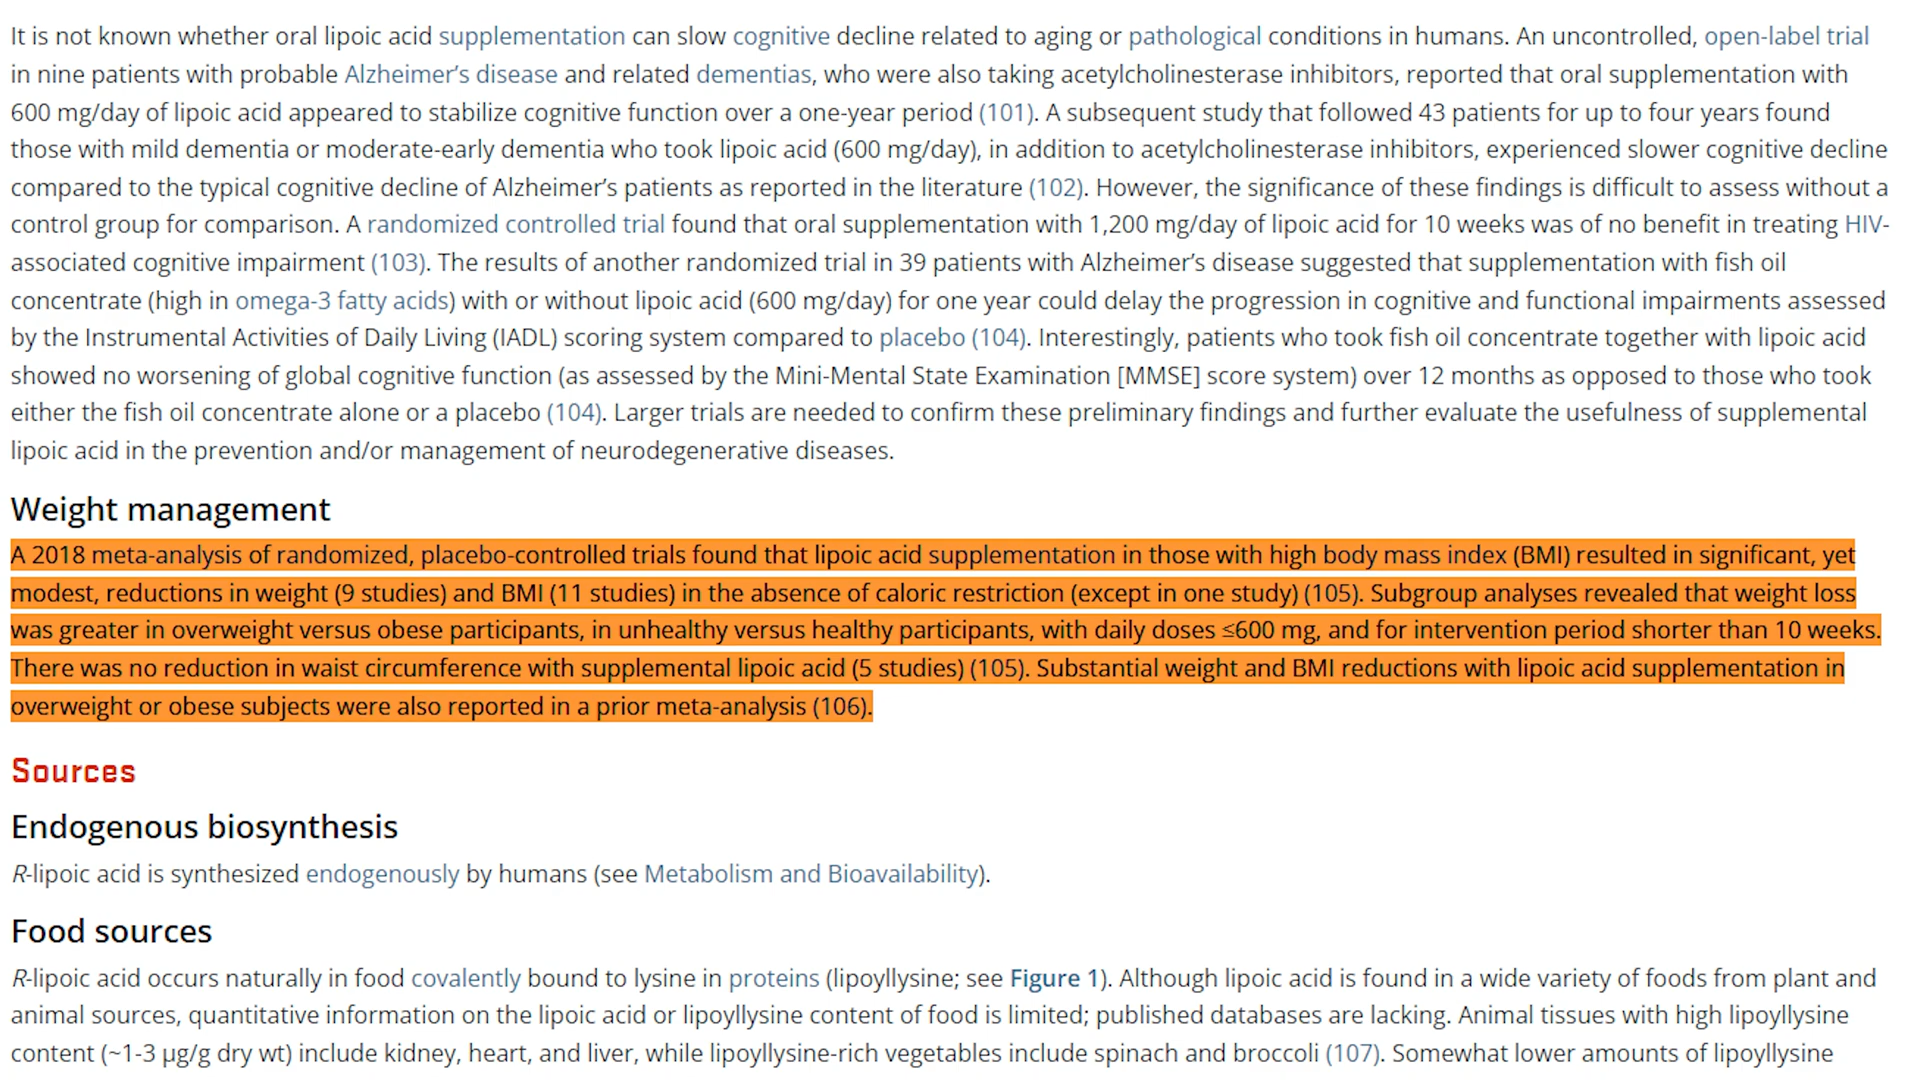 It is not known whether oral lipoic acid supplementation can slow cognitive decline related to aging or pathological conditions in humans. An uncontrolled, open-label trial
in nine patients with probable Alzheimer’s disease and related dementias, who were also taking acetylcholinesterase inhibitors, reported that oral supplementation with
600 mg/day of lipoic acid appeared to stabilize cognitive function over a one-year period (101). A subsequent study that followed 43 patients for up to four years found
those with mild dementia or moderate-early dementia who took lipoic acid (600 mg/day), in addition to acetylcholinesterase inhibitors, experienced slower cognitive decline
compared to the typical cognitive decline of Alzheimer’s patients as reported in the literature (102). However, the significance of these findings is difficult to assess without a
control group for comparison. A randomized controlled trial found that oral supplementation with 1,200 mg/day of lipoic acid for 10 weeks was of no benefit in treating HIV-
associated cognitive impairment (103). The results of another randomized trial in 39 patients with Alzheimer’s disease suggested that supplementation with fish oil
concentrate (high in omega-3 fatty acids) with or without lipoic acid (600 mg/day) for one year could delay the progression in cognitive and functional impairments assessed
by the Instrumental Activities of Daily Living (IADL) scoring system compared to placebo (104). Interestingly, patients who took fish oil concentrate together with lipoic acid
showed no worsening of global cognitive function (as assessed by the Mini-Mental State Examination [MMSE] score system) over 12 months as opposed to those who took
either the fish oil concentrate alone or a placebo (104). Larger trials are needed to confirm these preliminary findings and further evaluate the usefulness of supplemental
lipoic acid in the prevention and/or management of neurodegenerative diseases.
Weight management
A 2018 meta-analysis of randomized, placebo-controlled trials found that lipoic acid supplementation in those with high body mass index (BMI) resulted in significant, yet
modest, reductions in weight (9 studies) and BMI (11 studies) in the absence of caloric restriction (except in one study) (105). Subgroup analyses revealed that weight loss
was greater in overweight versus obese participants, in unhealthy versus healthy participants, with daily doses ≤600 mg, and for intervention period shorter than 10 weeks.
There was no reduction in waist circumference with supplemental lipoic acid (5 studies) (105). Substantial weight and BMI reductions with lipoic acid supplementation in
overweight or obese subjects were also reported in a prior meta-analysis (106).
Sources
Endogenous biosynthesis
R-lipoic acid is synthesized endogenously by humans (see Metabolism and Bioavailability).
Food sources
R-lipoic acid occurs naturally in food covalently bound to lysine in proteins (lipoyllysine; see Figure 1). Although lipoic acid is found in a wide variety of foods from plant and
animal sources, quantitative information on the lipoic acid or lipoyllysine content of food is limited; published databases are lacking. Animal tissues with high lipoyllysine
content (~1-3 μg/g dry wt) include kidney, heart, and liver, while lipoyllysine-rich vegetables include spinach and broccoli (107). Somewhat lower amounts of lipoyllysine